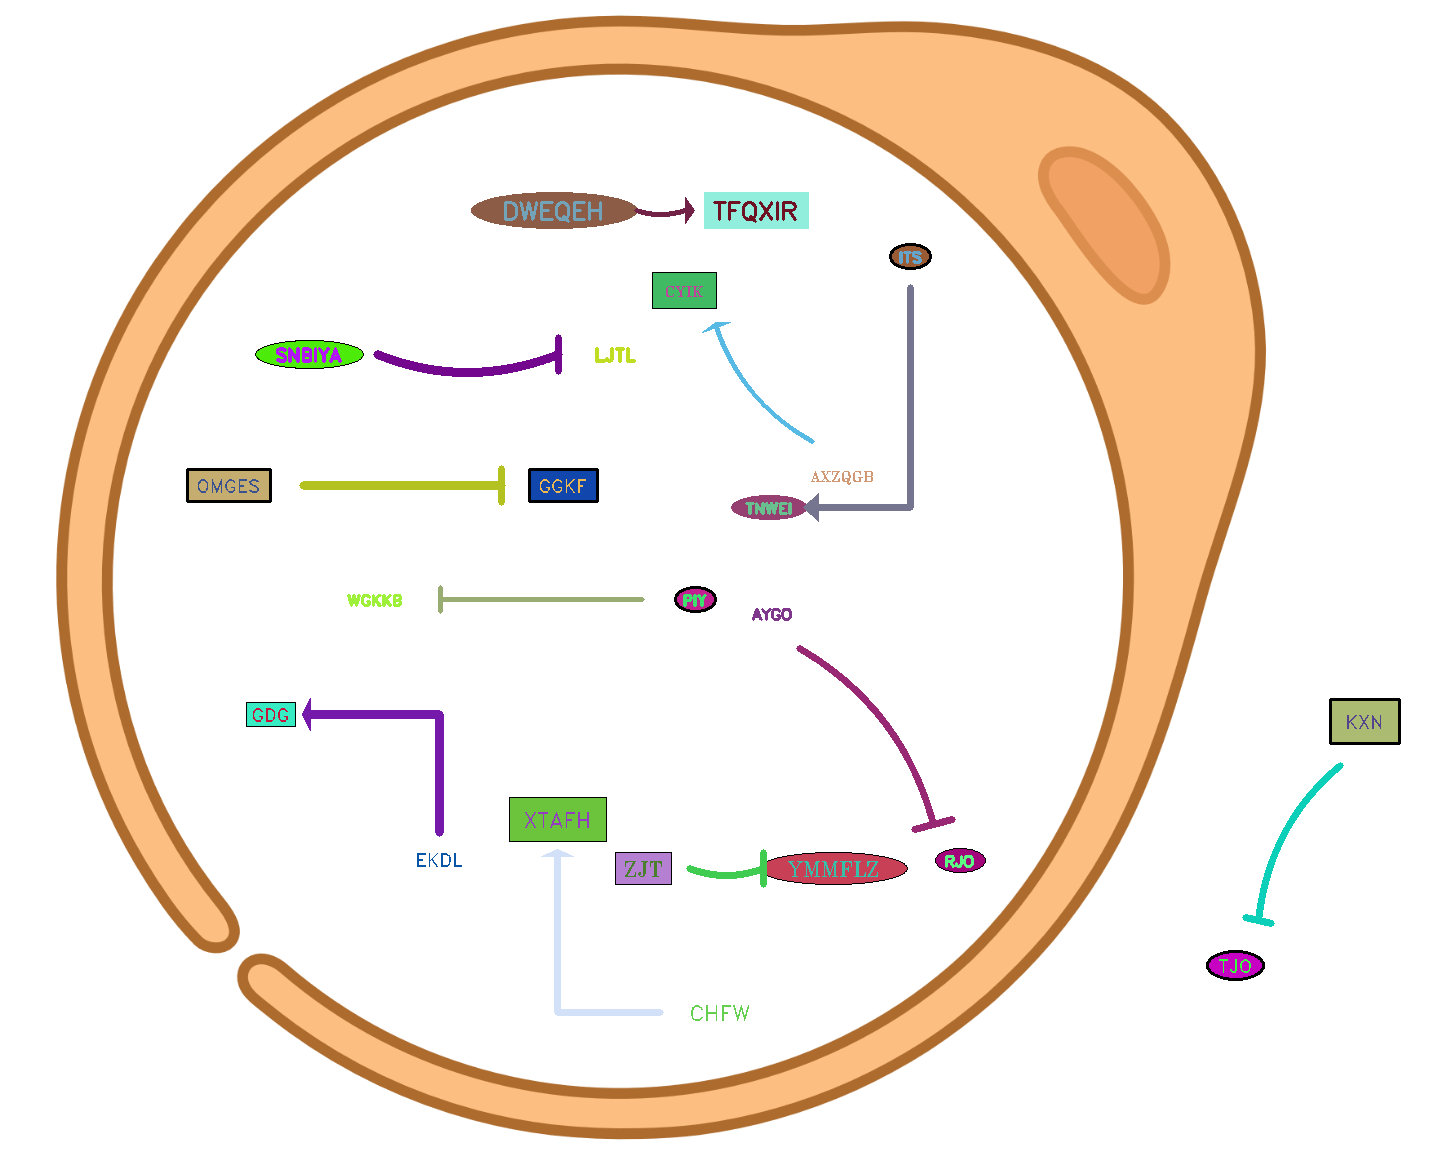 DWEQEH
TFQXIR
ITS
CYIK
SNBIYA
LJTL
AXZQGB
OMGES
GGKF
TNWEI
WGKKB
PIY
AYGO
GDG
KXN
XTAFH
EKDL
ZJT
YMMFLZ
RJO
TJO
CHFW